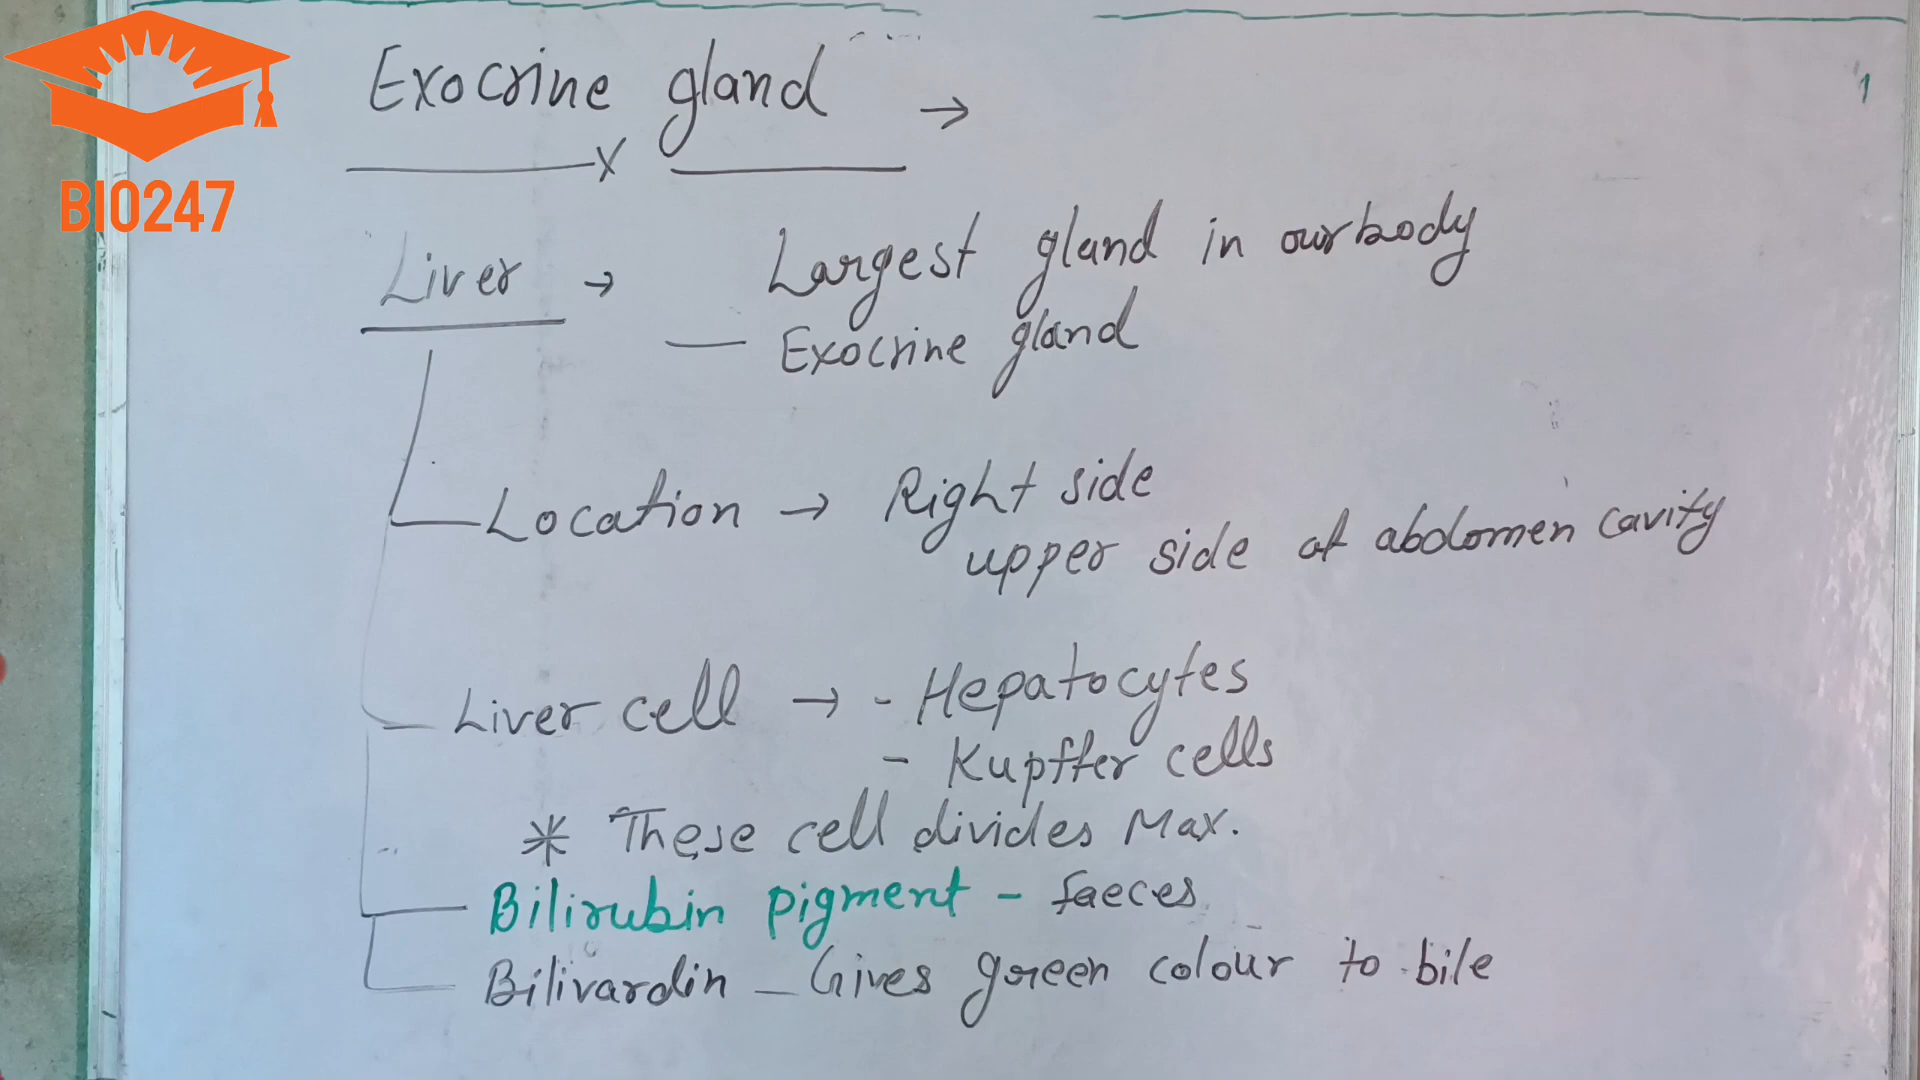 BIO247
Exocrine gland →
1
Liver → Largest gland in our body
— Exocrine gland
Location → Right side
upper side of abdomen cavity
Liver cell → - Hepatocytes
- Kupffer cells
* These cell divides Max.
Bilirubin pigment - faeces
Bilivardin - Gives green colour to bile